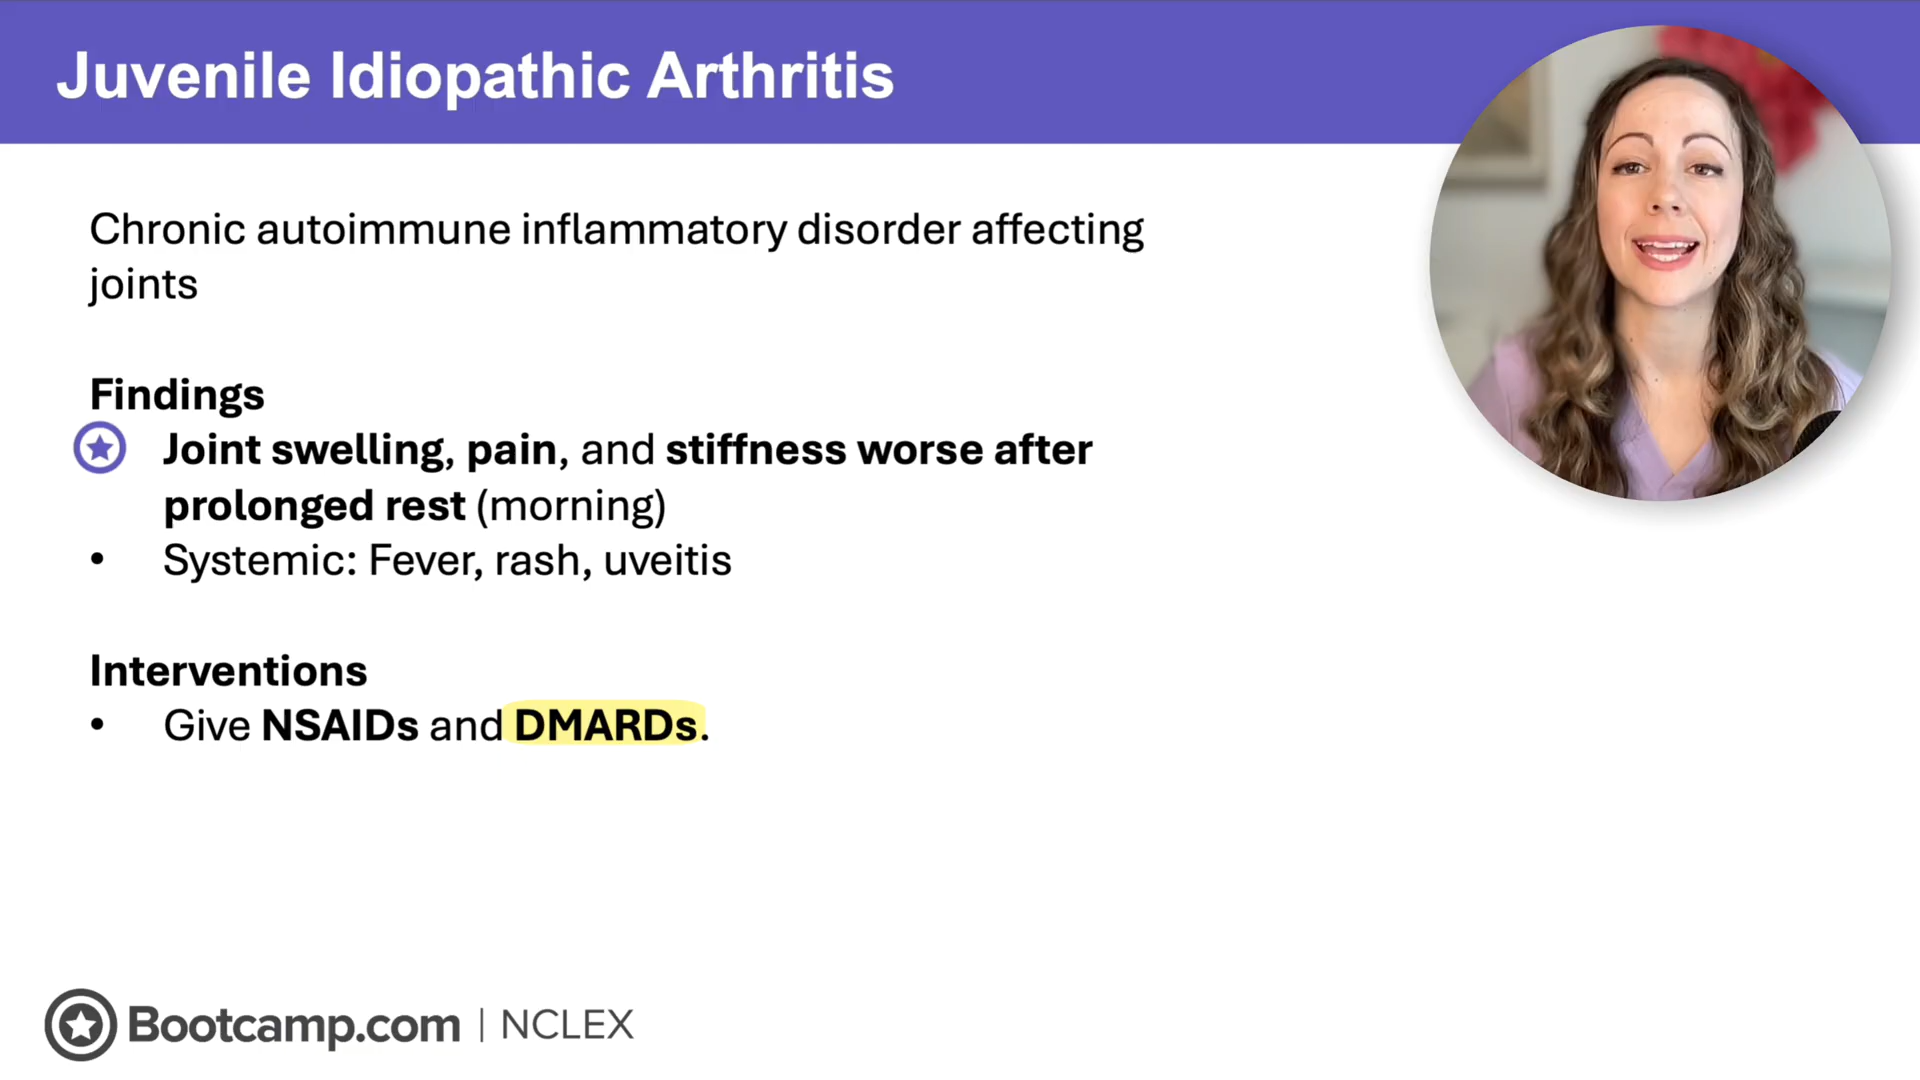 Juvenile Idiopathic Arthritis
Chronic autoimmune inflammatory disorder affecting
joints
Findings
Joint swelling, pain, and stiffness worse after
prolonged rest (morning)
• Systemic: Fever, rash, uveitis
Interventions
• Give NSAIDs and DMARDs.
Bootcamp.com | NCLEX